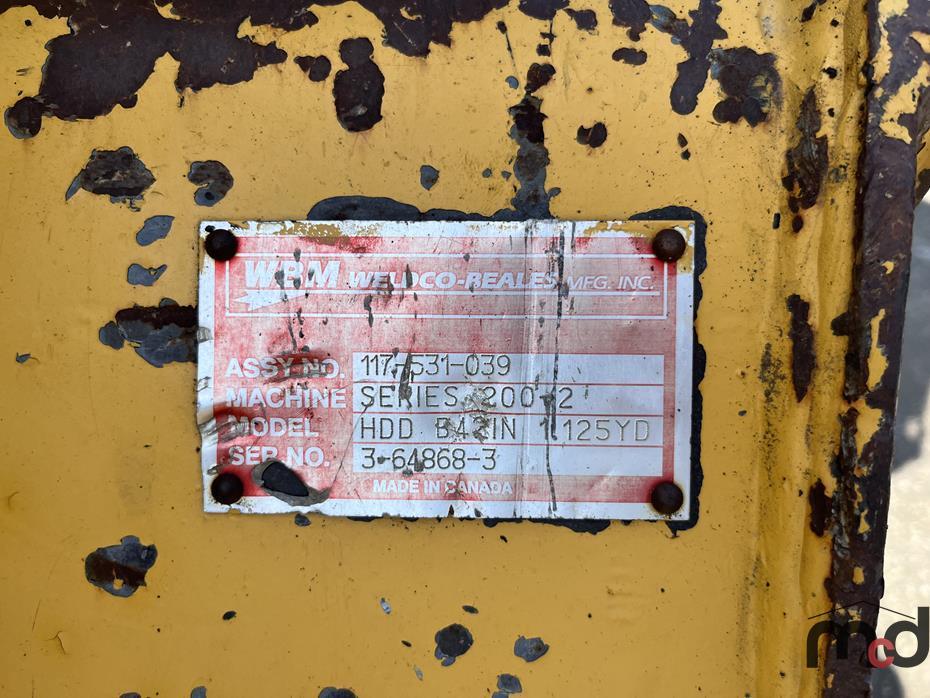 WBM WELDCO-BEALES MFG. INC.
ASSY NO. 117-531-039
MACHINE SERIES 200-2
MODEL HDD B42IN 1.125YD
SER NO. 3-64868-3
MADE IN CANADA
mcd